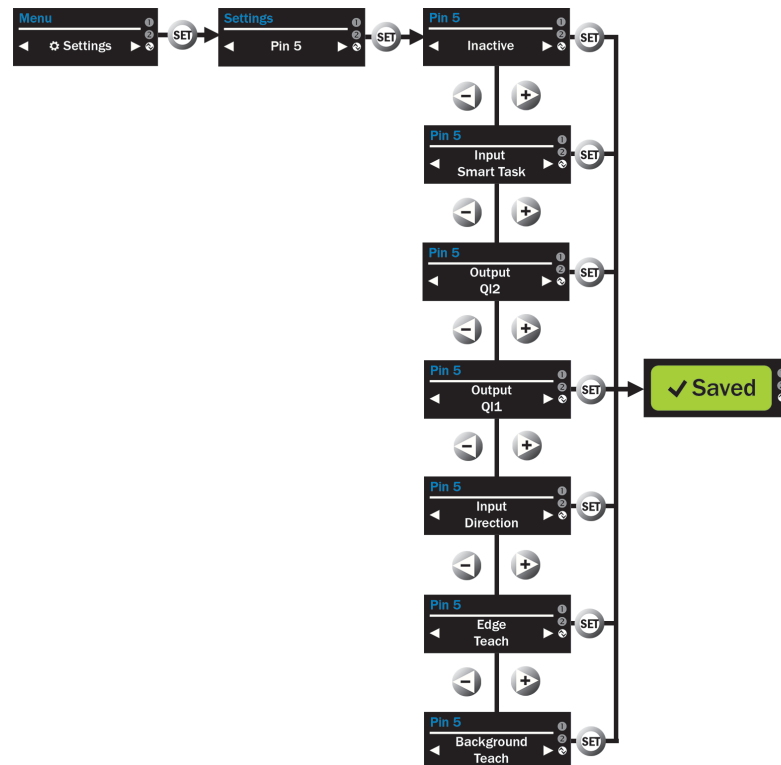 Menu
Settings
SET
Settings
Pin 5
SET
Pin 5
Inactive
SET
- +
Pin 5
Input
Smart Task
SET
- +
Pin 5
Output
QI2
SET
- +
Pin 5
Output
QI1
SET
✓ Saved
- +
Pin 5
Input
Direction
SET
- +
Pin 5
Edge
Teach
SET
- +
Pin 5
Background
Teach
SET